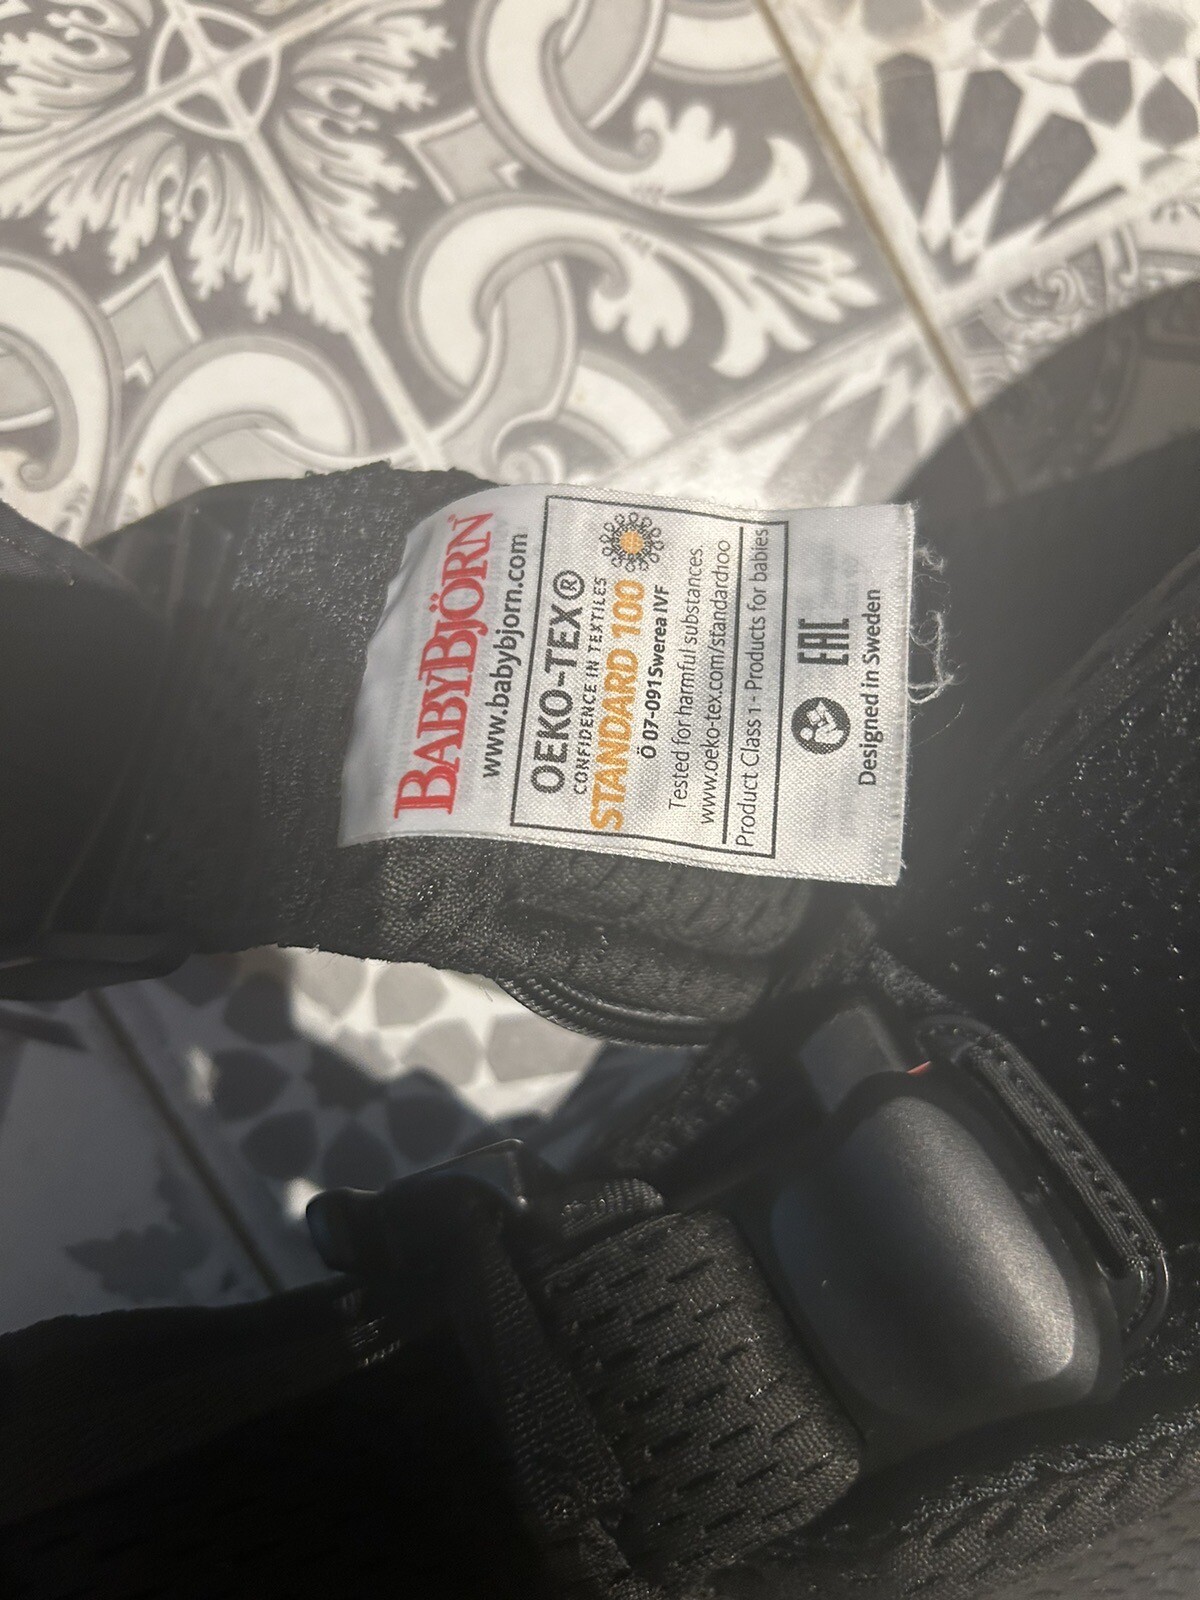 BABYBJÖRN®
www.babybjorn.com
OEKO-TEX®
CONFIDENCE IN TEXTILES
STANDARD 100
Ö 07-091 Swerea IVF
Tested for harmful substances.
www.oeko-tex.com/standard100
Product Class 1 - Products for babies
EAC
Designed in Sweden